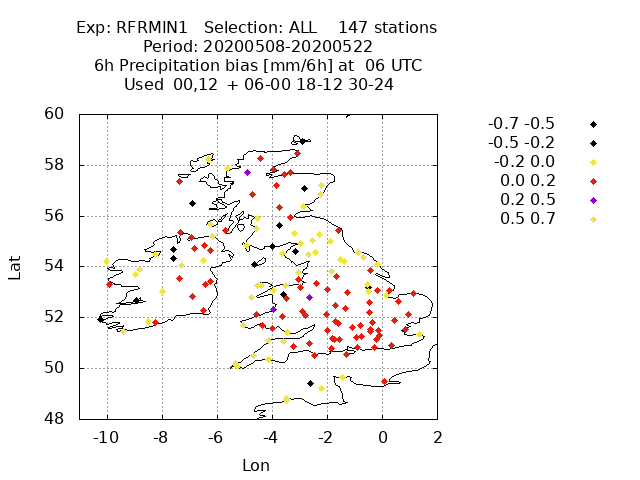 Exp: RFRMIN1 Selection: ALL 147 stations
Period: 20200508-20200522
6h Precipitation bias [mm/6h] at 06 UTC
Used 00,12 + 06-00 18-12 30-24
60
58
56
54
52
50
48
Lat
-10 -8 -6 -4 -2 0 2
Lon
-0.7 -0.5
-0.5 -0.2
-0.2 0.0
0.0 0.2
0.2 0.5
0.5 0.7